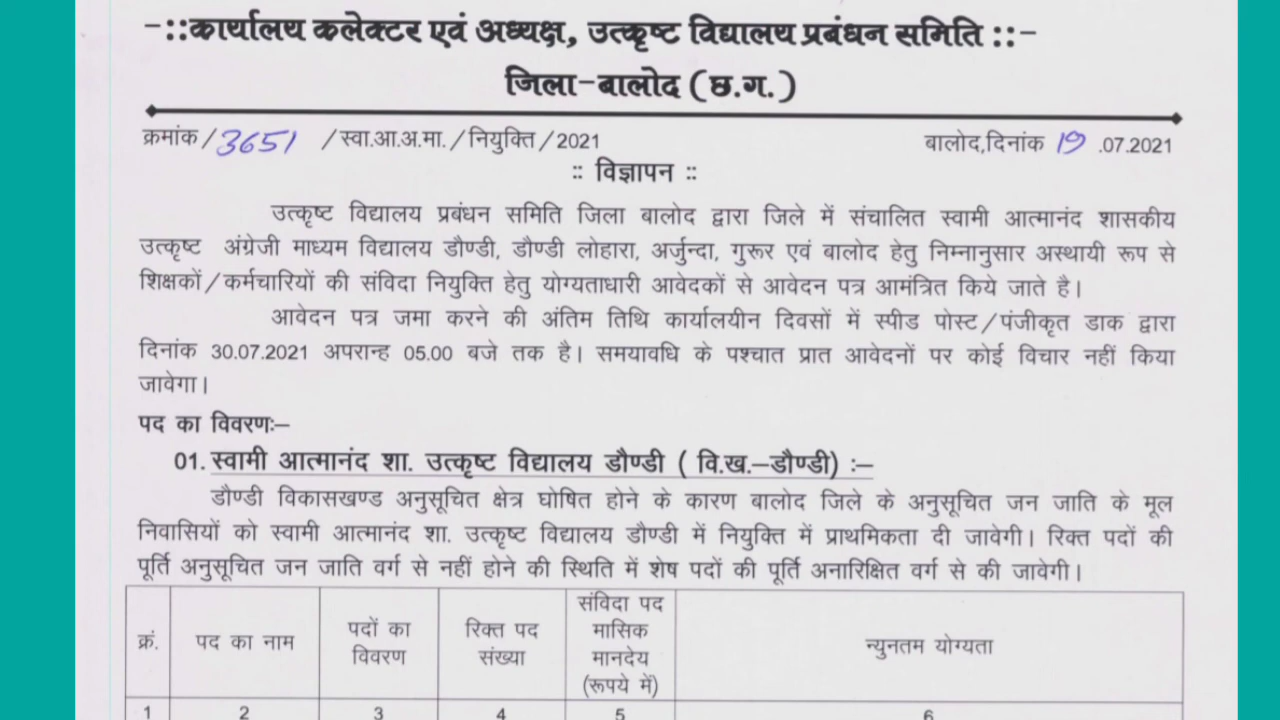 -::कार्यालय कलेक्टर एवं अध्यक्ष, उत्कृष्ट विद्यालय प्रबंधन समिति ::-
जिला-बालोद (छ.ग.)
क्रमांक/3651 /स्वा.आ.अ.मा./नियुक्ति/2021 बालोद,दिनांक 19 .07.2021
:: विज्ञापन ::
उत्कृष्ट विद्यालय प्रबंधन समिति जिला बालोद द्वारा जिले में संचालित स्वामी आत्मानंद शासकीय
उत्कृष्ट अंग्रेजी माध्यम विद्यालय डौण्डी, डौण्डी लोहारा, अर्जुन्दा, गुरूर एवं बालोद हेतु निम्नानुसार अस्थायी रूप से
शिक्षकों/कर्मचारियों की संविदा नियुक्ति हेतु योग्यताधारी आवेदकों से आवेदन पत्र आमंत्रित किये जाते है।
आवेदन पत्र जमा करने की अंतिम तिथि कार्यालयीन दिवसों में स्पीड पोस्ट/पंजीकृत डाक द्वारा
दिनांक 30.07.2021 अपरान्ह 05.00 बजे तक है। समयावधि के पश्चात प्रात आवेदनों पर कोई विचार नहीं किया
जावेगा।
पद का विवरणः–
01. स्वामी आत्मानंद शा. उत्कृष्ट विद्यालय डौण्डी ( वि.ख.–डौण्डी) :–
डौण्डी विकासखण्ड अनुसूचित क्षेत्र घोषित होने के कारण बालोद जिले के अनुसूचित जन जाति के मूल
निवासियों को स्वामी आत्मानंद शा. उत्कृष्ट विद्यालय डौण्डी में नियुक्ति में प्राथमिकता दी जावेगी। रिक्त पदों की
पूर्ति अनुसूचित जन जाति वर्ग से नहीं होने की स्थिति में शेष पदों की पूर्ति अनारिक्षित वर्ग से की जावेगी।
क्रं.
पद का नाम
पदों का
विवरण
रिक्त पद
संख्या
संविदा पद
मासिक
मानदेय
(रूपये में)
न्युनतम योग्यता
1 2 3 4 5 6